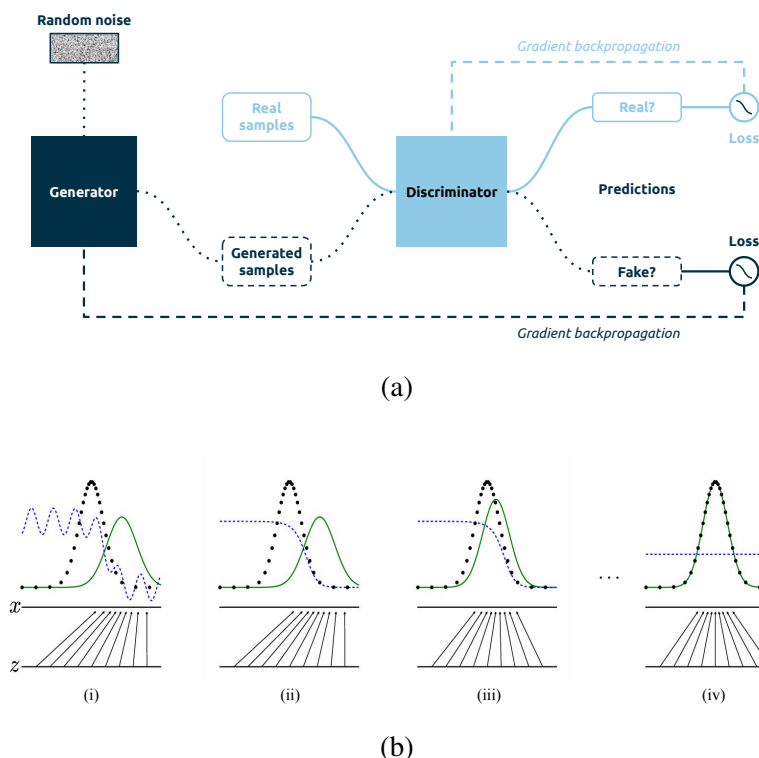 Random noise
Gradient backpropagation
Real
samples
Real?
Loss
Generator
Discriminator
Predictions
Generated
samples
Fake?
Loss
Gradient backpropagation
(a)
...
x
z
(i)
(ii)
(iii)
(iv)
(b)